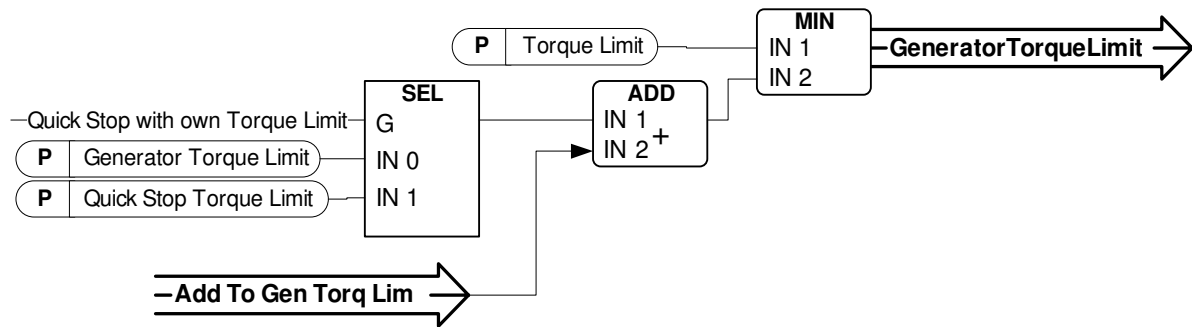 MIN
P Torque Limit
IN 1
GeneratorTorqueLimit
IN 2
SEL
ADD
Quick Stop with own Torque Limit
G
IN 1
P Generator Torque Limit
IN 0
IN 2 +
P Quick Stop Torque Limit
IN 1
Add To Gen Torq Lim